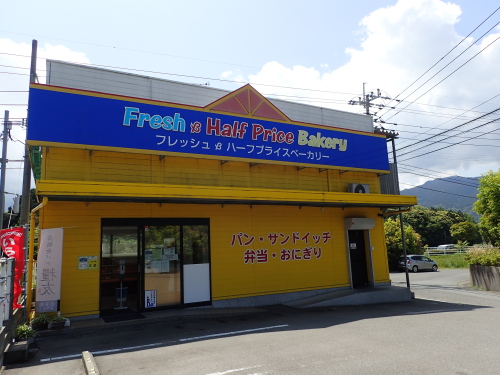 Fresh & Half Price Bakery
フレッシュ & ハーフプライスベーカリー
パン・サンドイッチ
弁当・おにぎり